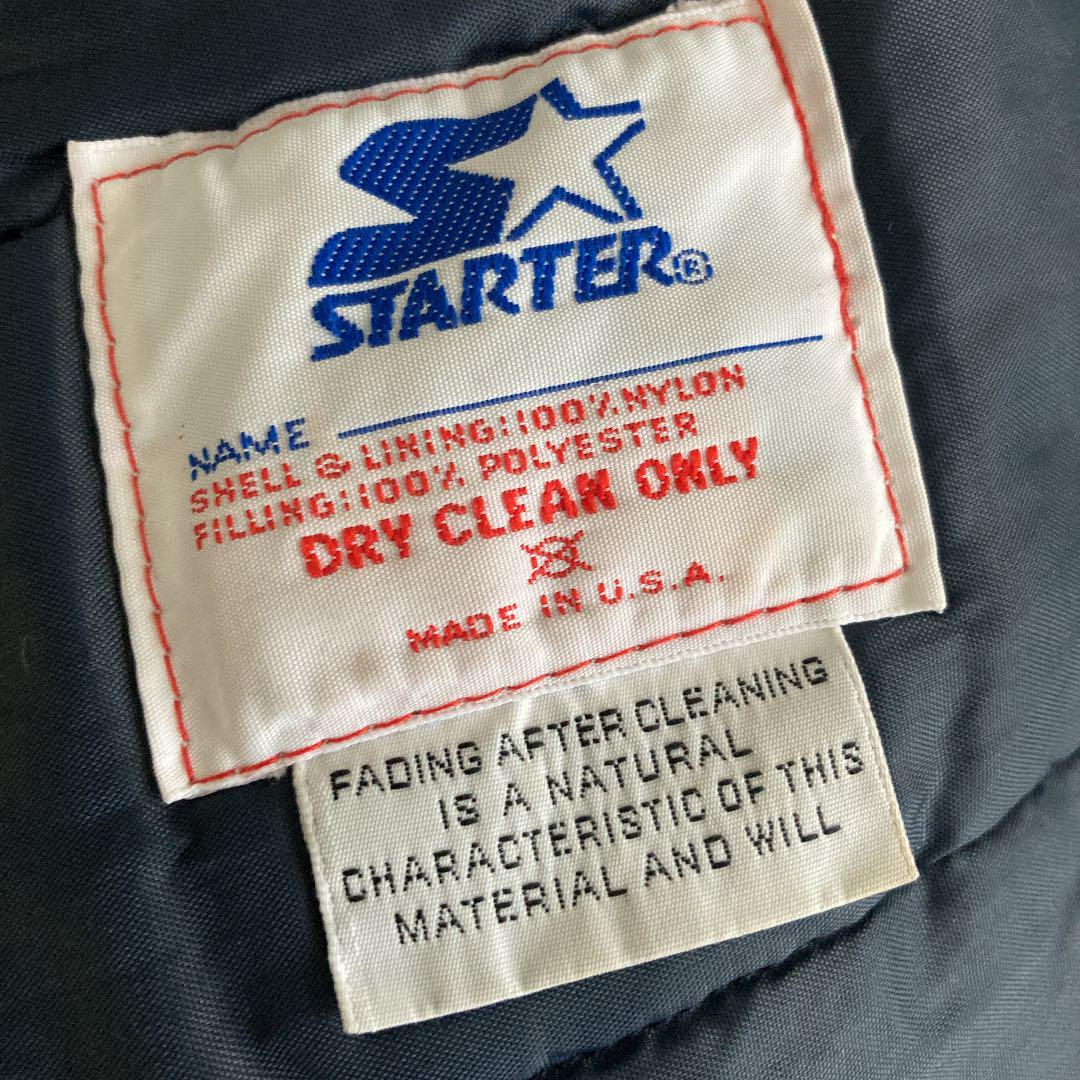 STARTER®
NAME
SHELL & LINING:100% NYLON
FILLING:100% POLYESTER
DRY CLEAN ONLY
MADE IN U.S.A.
FADING AFTER CLEANING
IS A NATURAL
CHARACTERISTIC OF THIS
MATERIAL AND WILL